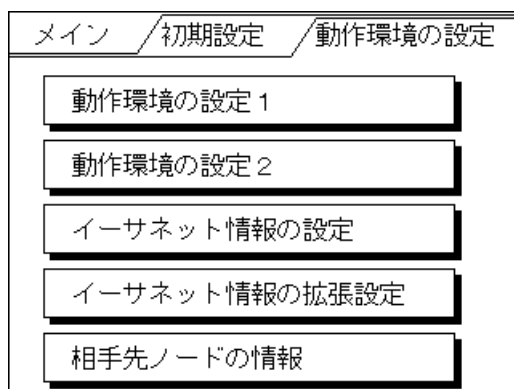 メイン 初期設定 動作環境の設定
動作環境の設定1
動作環境の設定2
イーサネット情報の設定
イーサネット情報の拡張設定
相手先ノードの情報